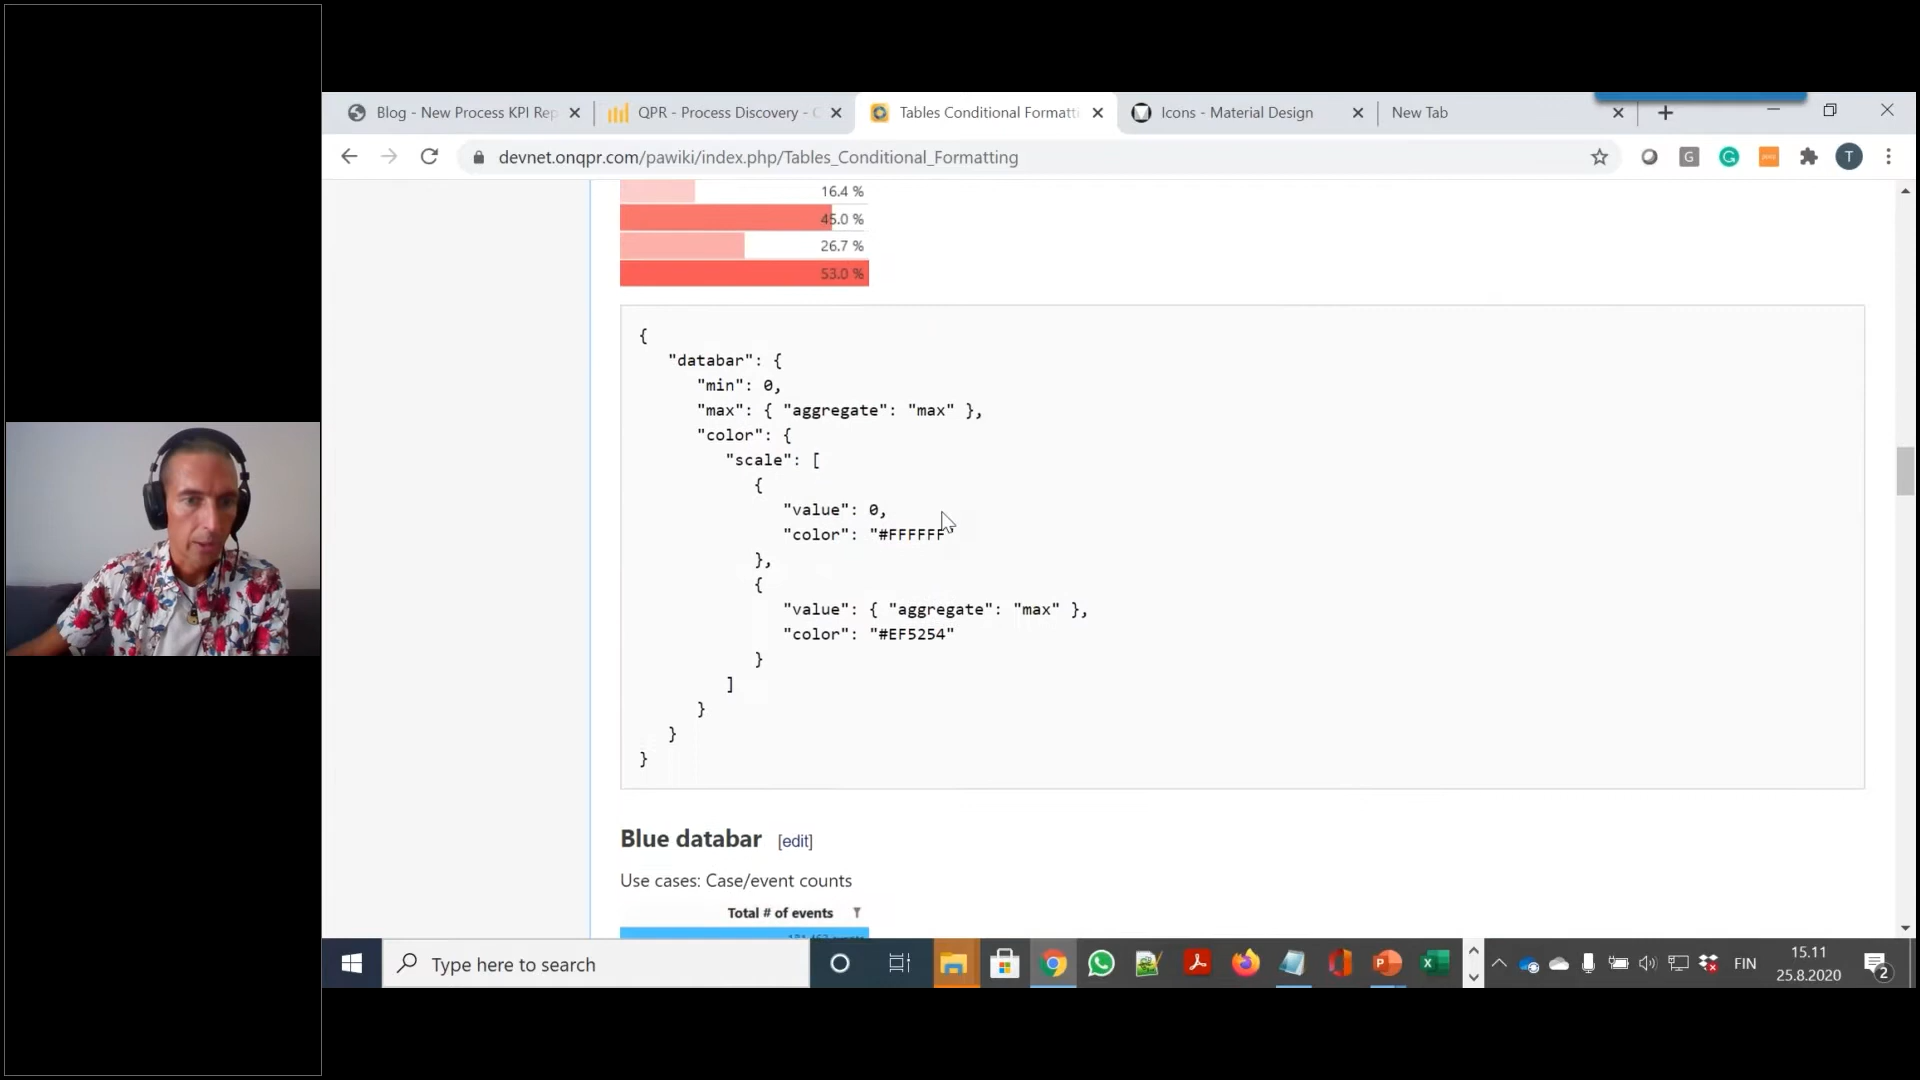 Blog - New Process KPI Rep
QPR - Process Discovery - C
Tables Conditional Formatti
Icons - Material Design
New Tab
devnet.onqpr.com/pawiki/index.php/Tables_Conditional_Formatting
G
G
T
16.4 %
45.0 %
26.7 %
53.0 %
{
"databar": {
"min": 0,
"max": { "aggregate": "max" },
"color": {
"scale": [
{
"value": 0,
"color": "#FFFFFF"
},
{
"value": { "aggregate": "max" },
"color": "#EF5254"
}
]
}
}
}
Blue databar [edit]
Use cases: Case/event counts
Total # of events
Type here to search
FIN
15.11
25.8.2020
2